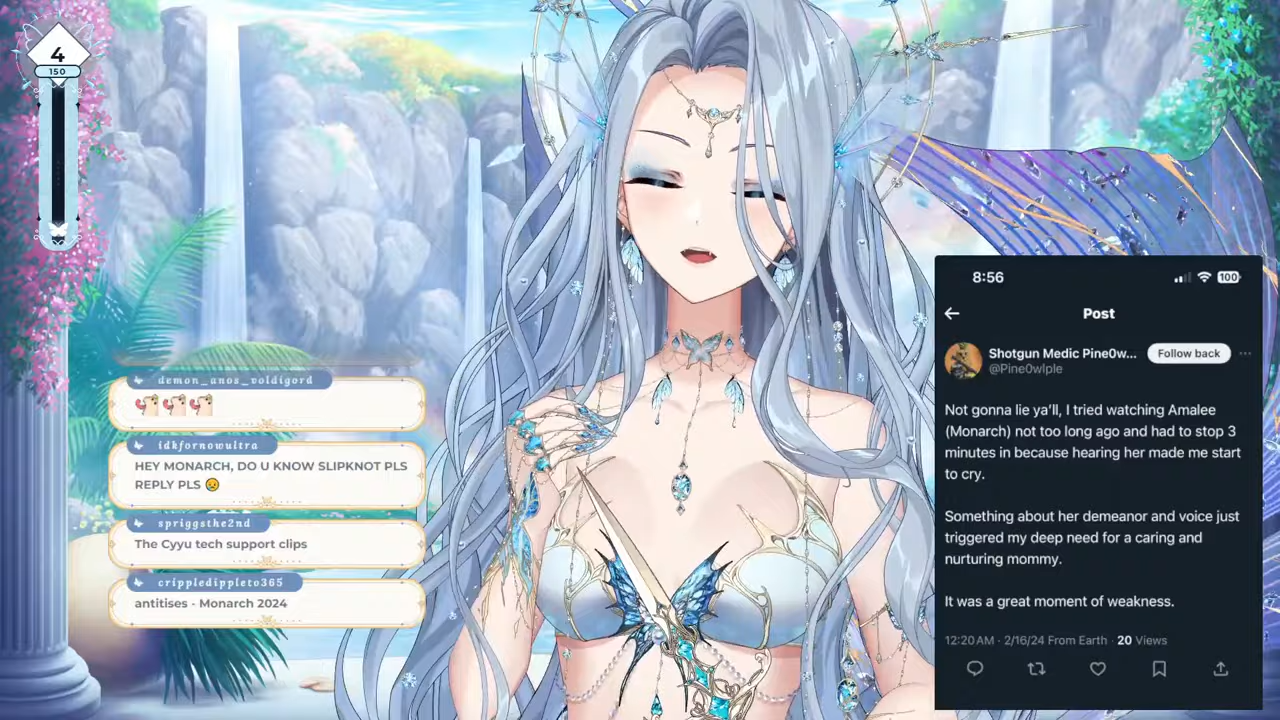 4
150
demon_anos_voldigord
idkfornowultra
HEY MONARCH, DO U KNOW SLIPKNOT PLS
REPLY PLS 😥
spriggsthe2nd
The Cyyu tech support clips
crippledippleto365
antitises - Monarch 2024
8:56
100
Post
Shotgun Medic Pine0w...
Follow back
@Pine0wlple
Not gonna lie ya'll, I tried watching Amalee
(Monarch) not too long ago and had to stop 3
minutes in because hearing her made me start
to cry.
Something about her demeanor and voice just
triggered my deep need for a caring and
nurturing mommy.
It was a great moment of weakness.
12:20 AM · 2/16/24 From Earth · 20 Views